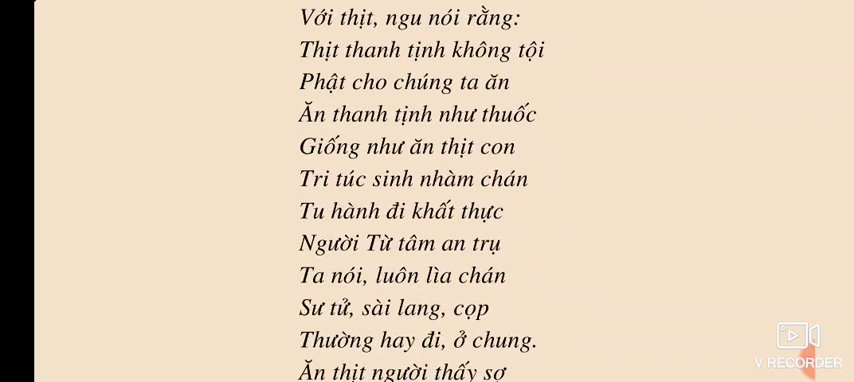 Với thịt, ngu nói rằng:
Thịt thanh tịnh không tội
Phật cho chúng ta ăn
Ăn thanh tịnh như thuốc
Giống như ăn thịt con
Tri túc sinh nhàm chán
Tu hành đi khất thực
Người Từ tâm an trụ
Ta nói, luôn lìa chán
Sư tử, sài lang, cọp
Thường hay đi, ở chung.
Ăn thịt người thấy sợ
V RECORDER